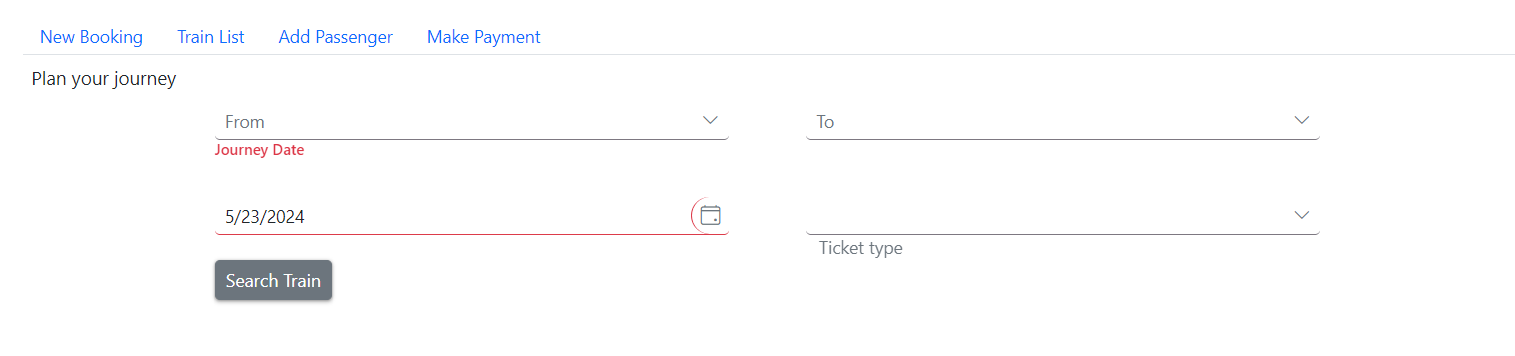 New Booking Train List Add Passenger Make Payment
Plan your journey
From To
Journey Date
5/23/2024
Ticket type
Search Train